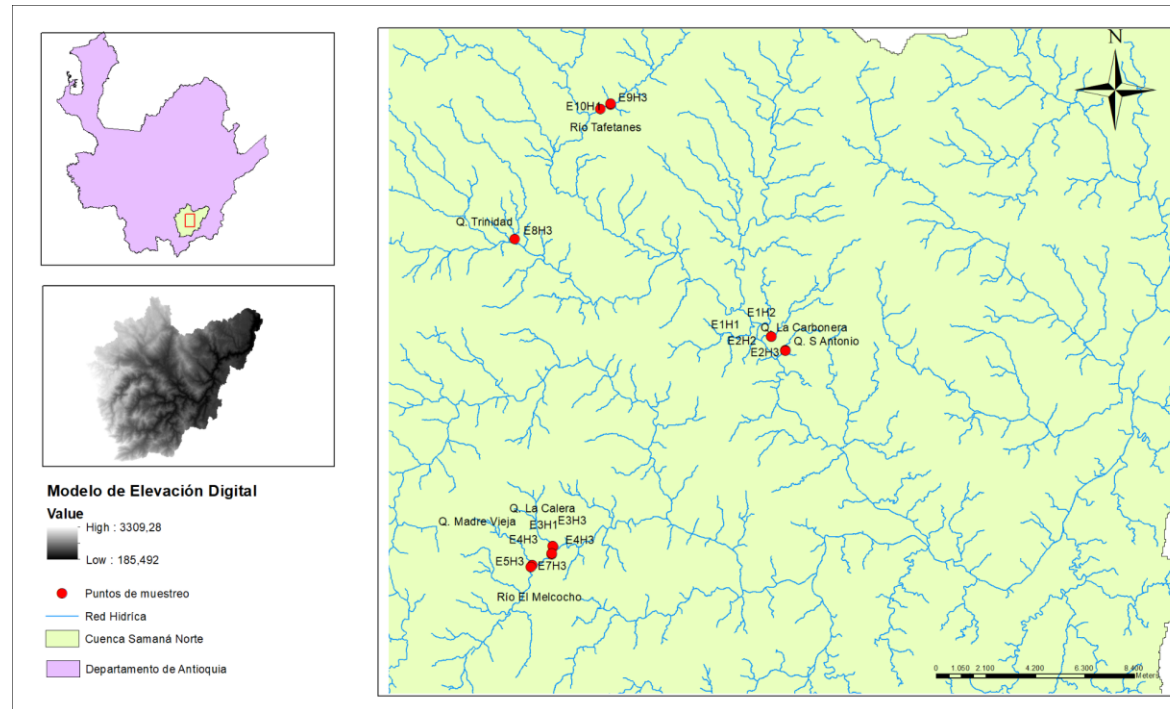 N
E10H4 E9H3
Río Tafetanes
Q. Trinidad
E8H3
E1H2
E1H1
Q. La Carbonera
E2H2
Q. S Antonio
E2H3
Q. La Calera
Q. Madre Vieja
E3H1
E3H3
E4H3
E4H3
E5H3
E7H3
Río El Melcocho
0 1.050 2.100 4.200 6.300 8.400
Meters
Modelo de Elevación Digital
Value
High : 3309,28
Low : 185,492
Puntos de muestreo
Red Hidríca
Cuenca Samaná Norte
Departamento de Antioquia